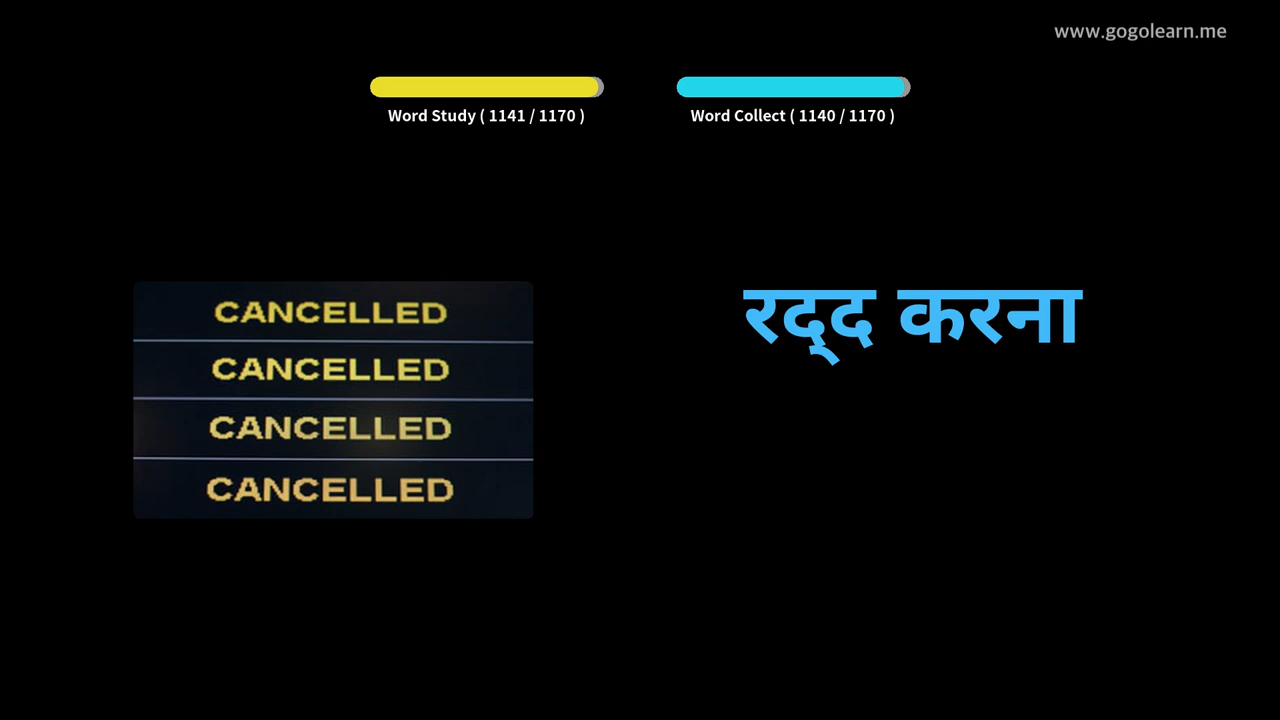 www.gogolearn.me
Word Study ( 1141 / 1170 )
Word Collect ( 1140 / 1170 )
CANCELLED
CANCELLED
CANCELLED
CANCELLED
रद्‌द करना